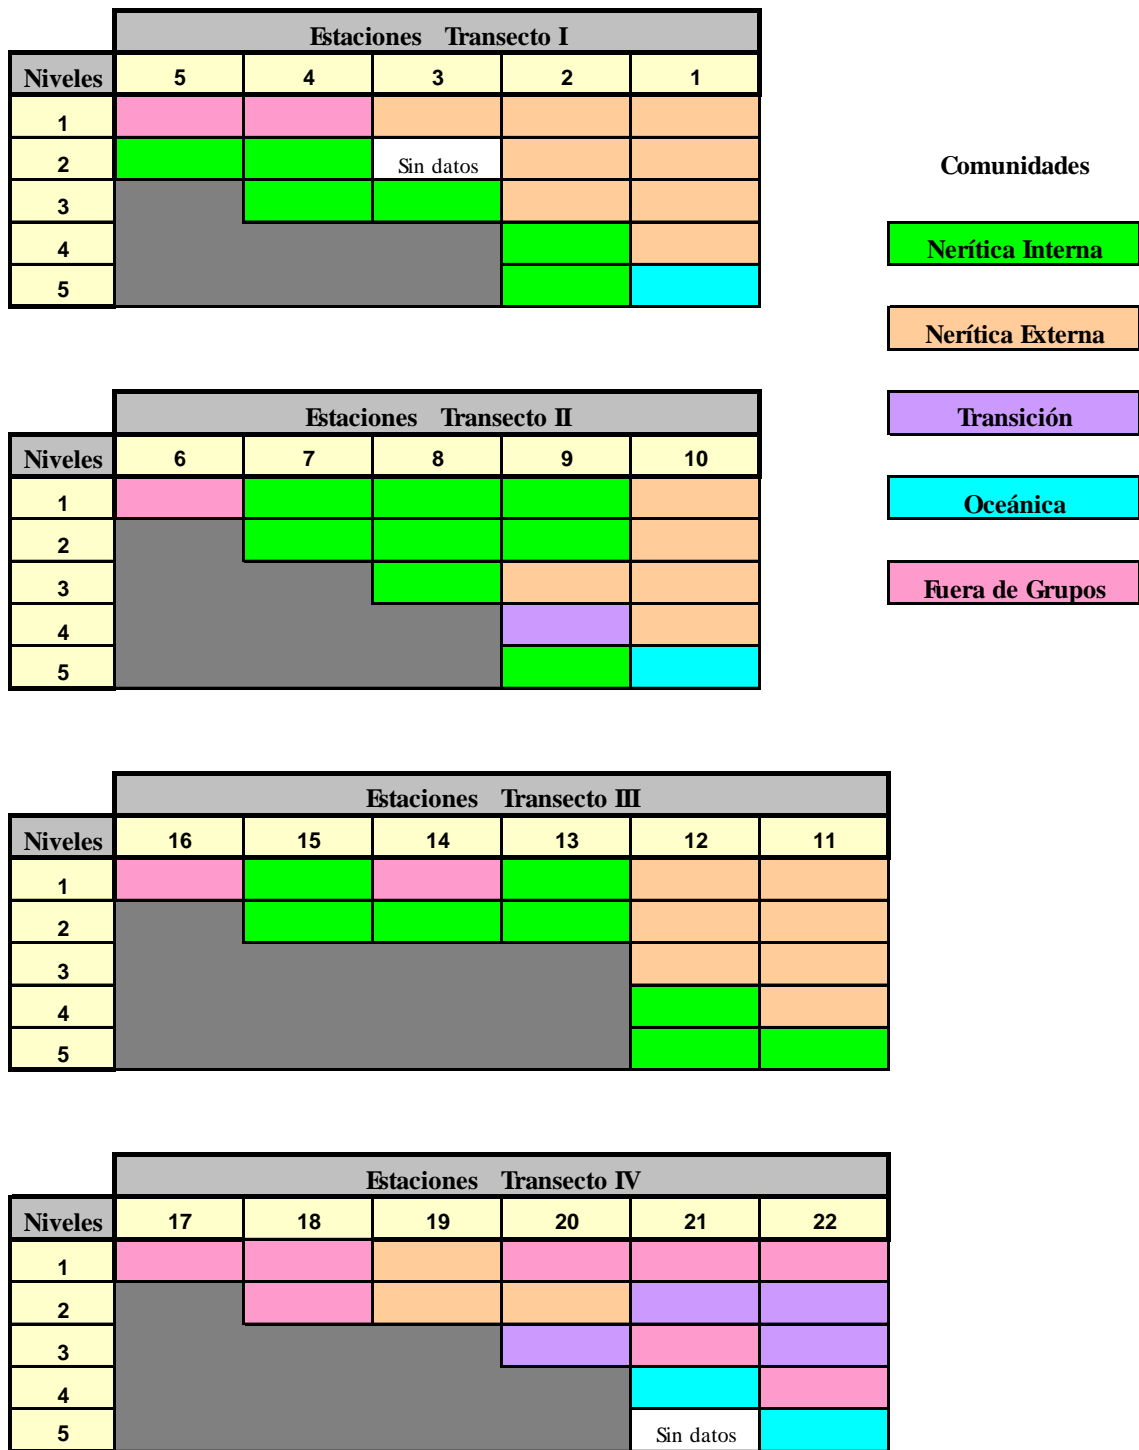 Estaciones Transecto I
Niveles 5 4 3 2 1
1
2 Sin datos
3
4
5
Comunidades
Nerítica Interna
Nerítica Externa
Transición
Oceánica
Fuera de Grupos
Estaciones Transecto II
Niveles 6 7 8 9 10
1
2
3
4
5
Estaciones Transecto III
Niveles 16 15 14 13 12 11
1
2
3
4
5
Estaciones Transecto IV
Niveles 17 18 19 20 21 22
1
2
3
4
5 Sin datos